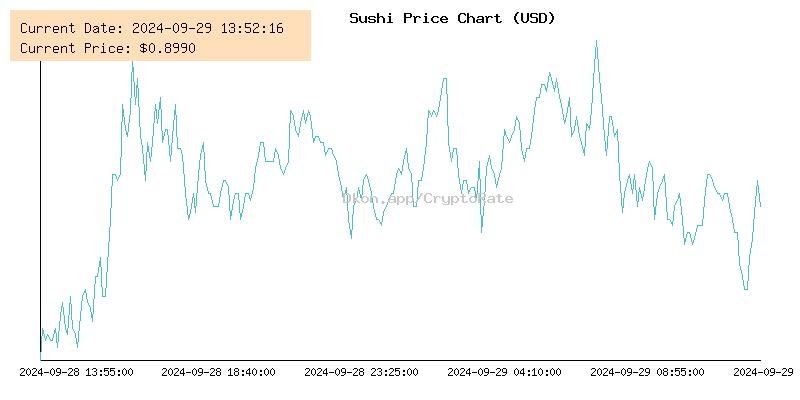 Sushi Price Chart (USD)
Current Date: 2024-09-29 13:52:16
Current Price: $0.8990
Dkon.app/CryptoRate
2024-09-28 13:55:00 2024-09-28 18:40:00 2024-09-28 23:25:00 2024-09-29 04:10:00 2024-09-29 08:55:00 2024-09-29